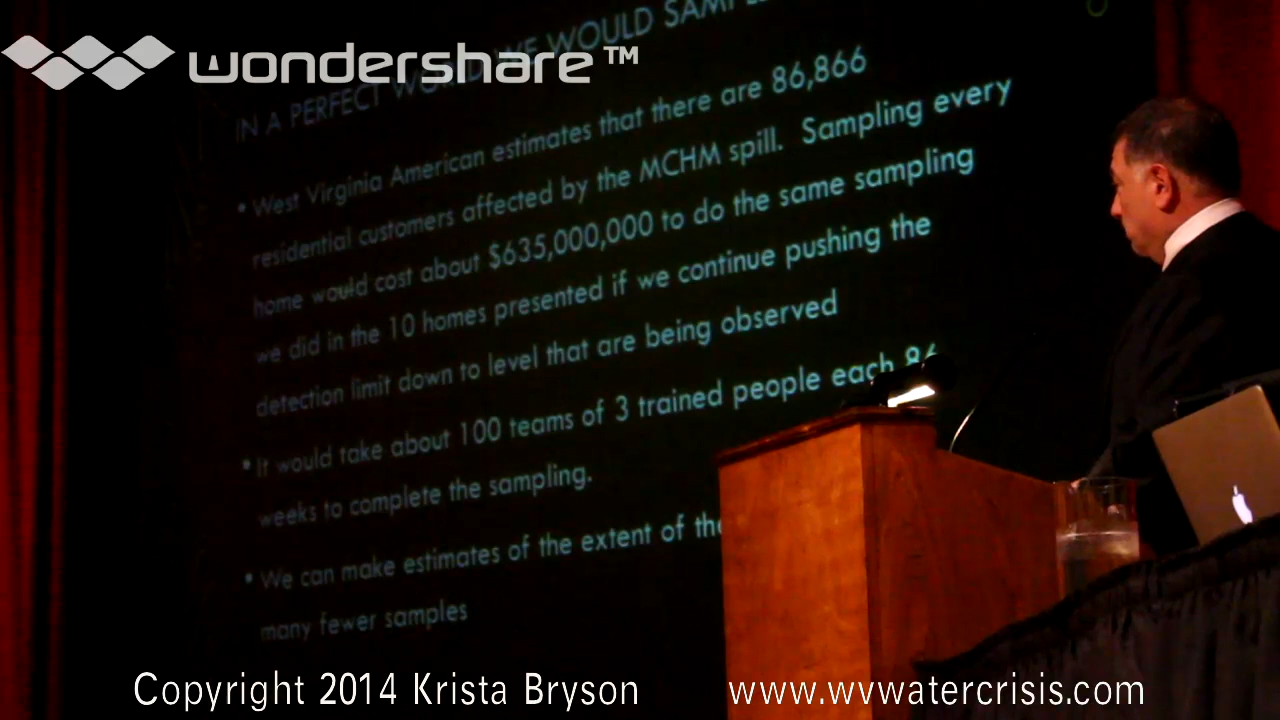 wondershare™
IN A PERFECT WORLD WE WOULD
• West Virginia American estimates that there are 86,866
residential customers affected by the MCHM spill. Sampling every
home would cost about $635,000,000 to do the same sampling
we did in the 10 homes presented if we continue pushing the
detection limit down to level that are being observed
• It would take about 100 teams of 3 trained people each 86
weeks to complete the sampling.
• We can make estimates of the extent of the
many fewer samples
Copyright 2014 Krista Bryson www.wvwatercrisis.com